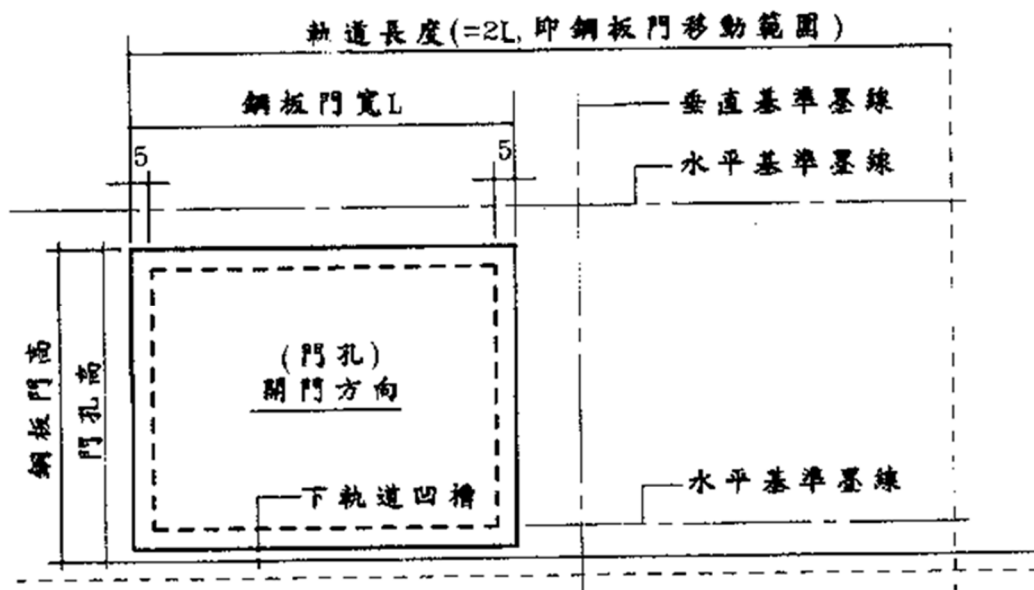 軌道長度(=2L,即鋼板門移動範圍)
鋼板門寬L
垂直基準墨線
5
5
水平基準墨線
鋼板門高
門孔高
(門孔)
開門方向
下軌道凹槽
水平基準墨線